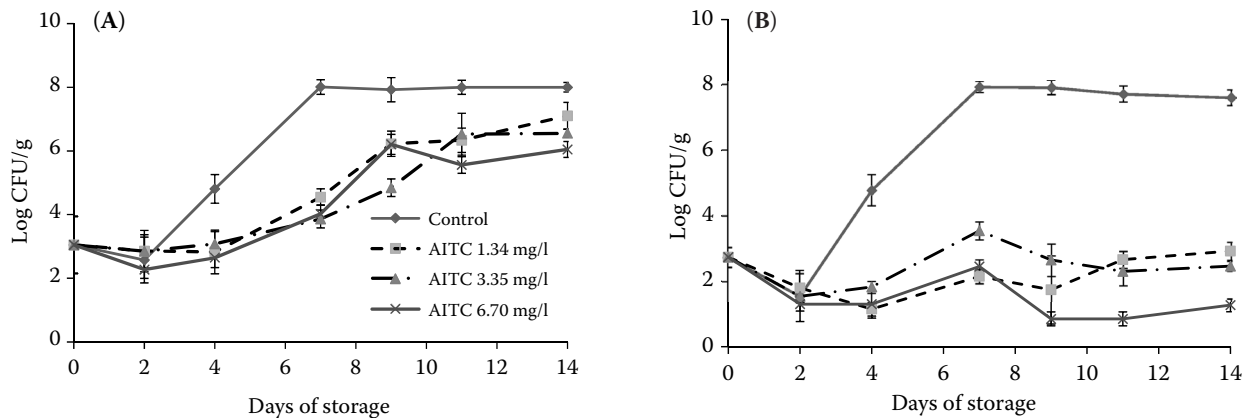 (A)
Log CFU/g
10
8
6
4
2
0
0 2 4 6 8 10 12 14
Days of storage
Control
AITC 1.34 mg/l
AITC 3.35 mg/l
AITC 6.70 mg/l
(B)
Log CFU/g
10
8
6
4
2
0
0 2 4 6 8 10 12 14
Days of storage